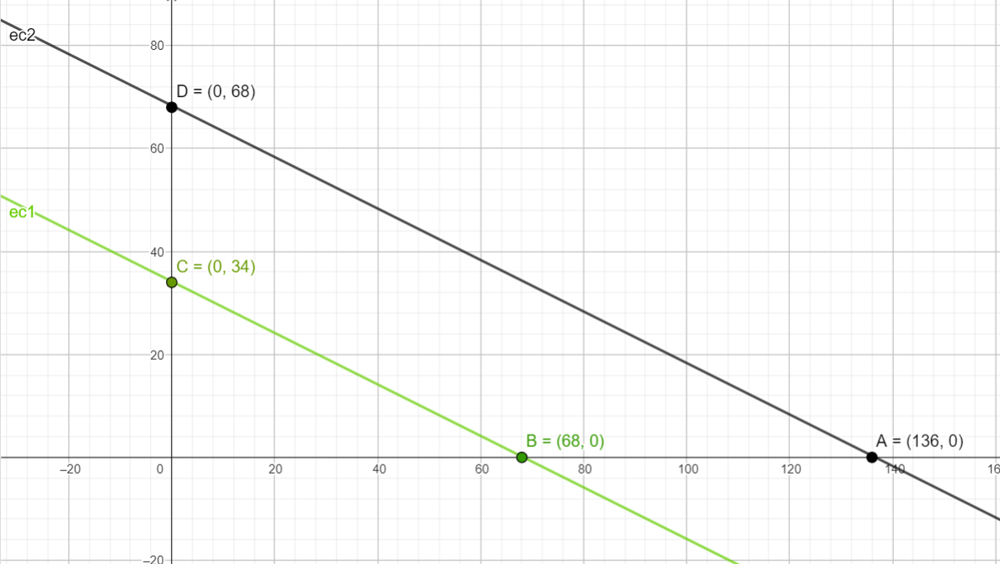 80
ec2
D = (0, 68)
60
40
C = (0, 34)
ec1
20
B = (68, 0)
A = (136, 0)
–20 0 20 40 60 80 100 120 140 16
–20